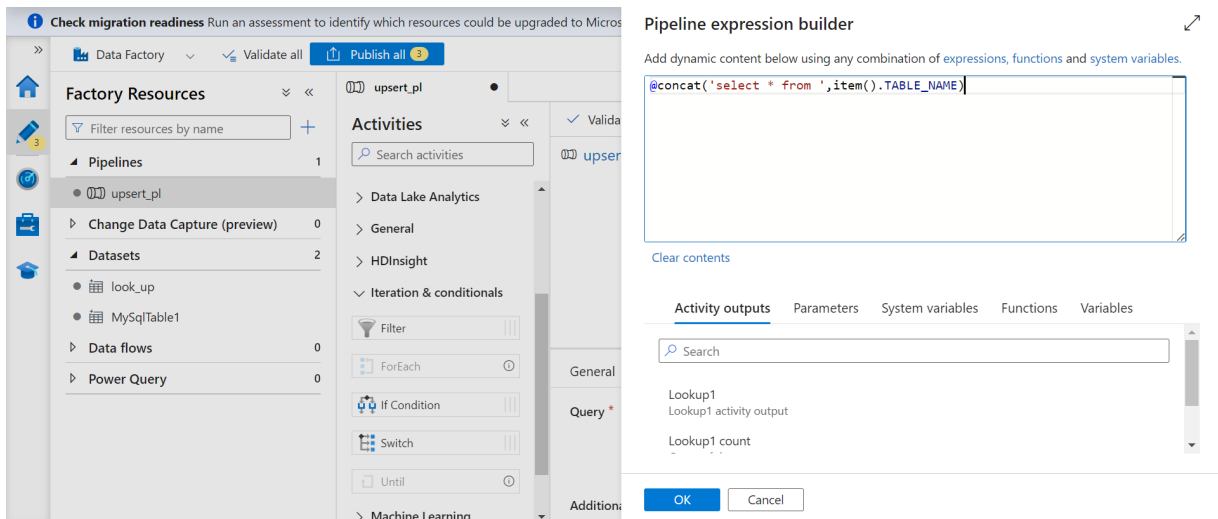 Check migration readiness Run an assessment to identify which resources could be upgraded to Micros
Data Factory
Validate all
Publish all 3
Factory Resources
Filter resources by name
3
Pipelines 1
upsert_pl
Change Data Capture (preview) 0
Datasets 2
look_up
MySqlTable1
Data flows 0
Power Query 0
upsert_pl
Activities
Search activities
Data Lake Analytics
General
HDInsight
Iteration & conditionals
Filter
ForEach
If Condition
Switch
Until
Machine Learning
Valida
upser
General
Query *
Additiona
Pipeline expression builder
Add dynamic content below using any combination of expressions, functions and system variables.
@concat('select * from ',item().TABLE_NAME)
Clear contents
Activity outputs Parameters System variables Functions Variables
Search
Lookup1
Lookup1 activity output
Lookup1 count
OK Cancel